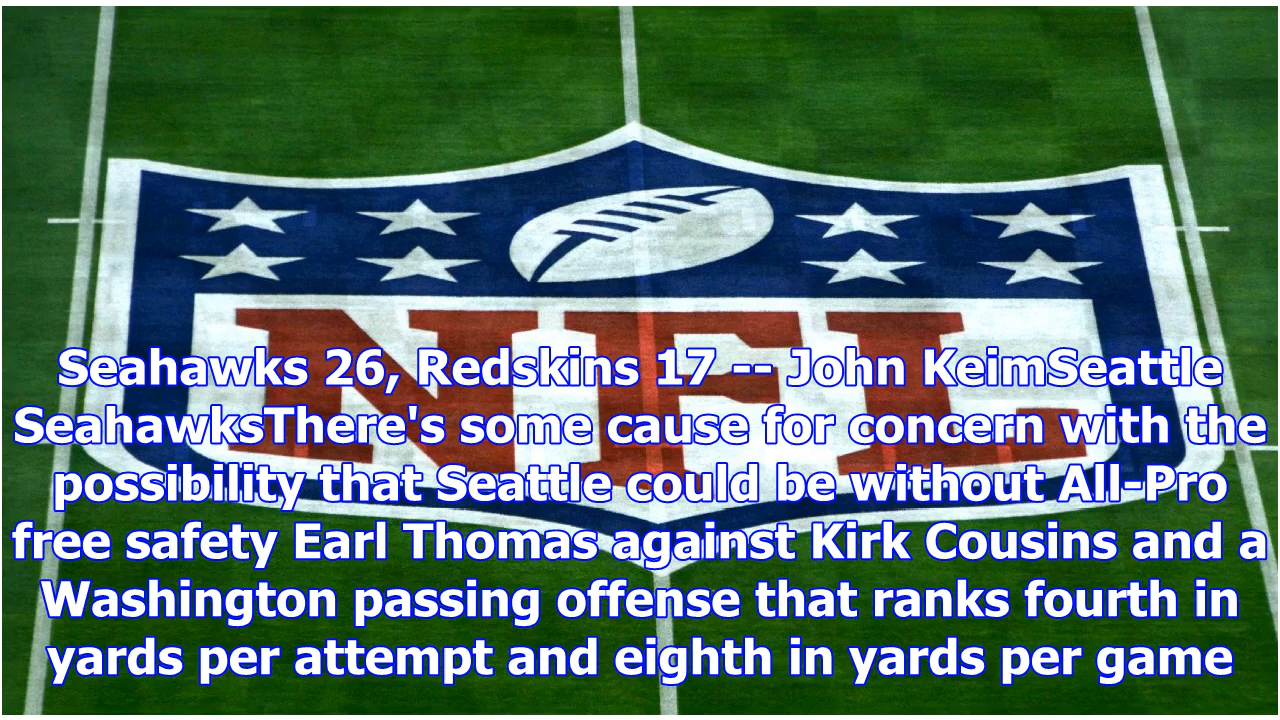 NFL
Seahawks 26, Redskins 17 -- John KeimSeattle
SeahawksThere's some cause for concern with the
possibility that Seattle could be without All-Pro
free safety Earl Thomas against Kirk Cousins and a
Washington passing offense that ranks fourth in
yards per attempt and eighth in yards per game